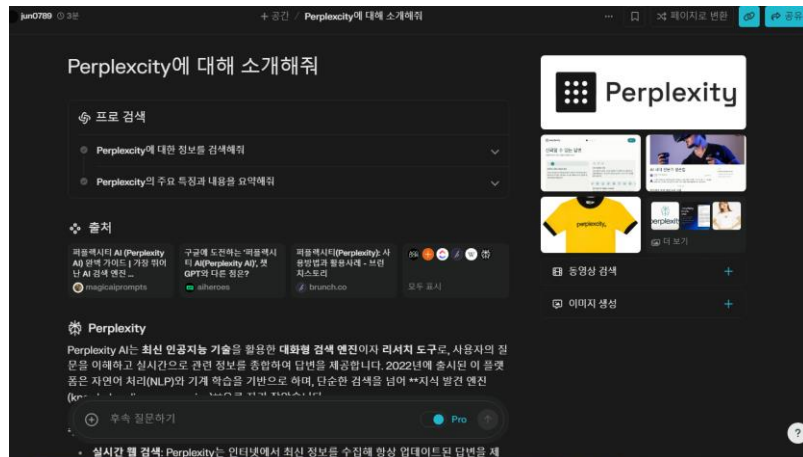 jun0789 3분
+ 공간 / Perplexcity에 대해 소개해줘
페이지로 변환
공유
Perplexcity에 대해 소개해줘
프로 검색
Perplexcity에 대한 정보를 검색해줘
Perplexcity의 주요 특징과 내용을 요약해줘
출처
퍼플렉시티 AI (Perplexity
AI) 완벽 가이드 | 가장 뛰어
난 AI 검색 엔진 ...
magicaiprompts
구글에 도전하는 '퍼플렉시
티 AI(Perplexity AI)', 챗
GPT와 다른 점은?
aiheroes
퍼플렉시티(Perplexity): 사
용방법과 활용사례 - 브런
치스토리
brunch.co
모두 표시
Perplexity
Perplexity AI는 최신 인공지능 기술을 활용한 대화형 검색 엔진이자 리서치 도구로, 사용자의 질
문을 이해하고 실시간으로 관련 정보를 종합하여 답변을 제공합니다. 2022년에 출시된 이 플랫
폼은 자연어 처리(NLP)와 기계 학습을 기반으로 하며, 단순한 검색을 넘어 **지식 발견 엔진
후속 질문하기
Pro
실시간 웹 검색: Perplexity는 인터넷에서 최신 정보를 수집해 항상 업데이트된 답변을 제
Perplexity
perplexity
더 보기
동영상 검색 +
이미지 생성 +
?